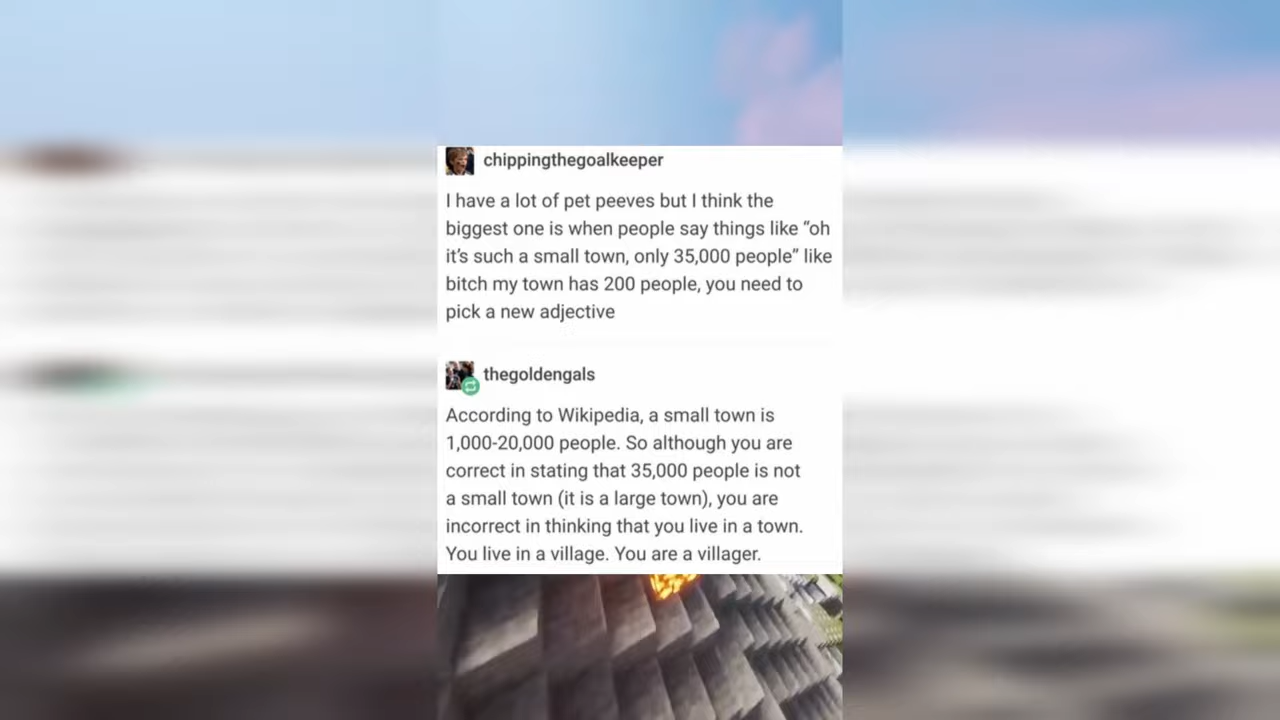 chippingthegoalkeeper
I have a lot of pet peeves but I think the
biggest one is when people say things like “oh
it’s such a small town, only 35,000 people” like
bitch my town has 200 people, you need to
pick a new adjective
thegoldengals
According to Wikipedia, a small town is
1,000-20,000 people. So although you are
correct in stating that 35,000 people is not
a small town (it is a large town), you are
incorrect in thinking that you live in a town.
You live in a village. You are a villager.